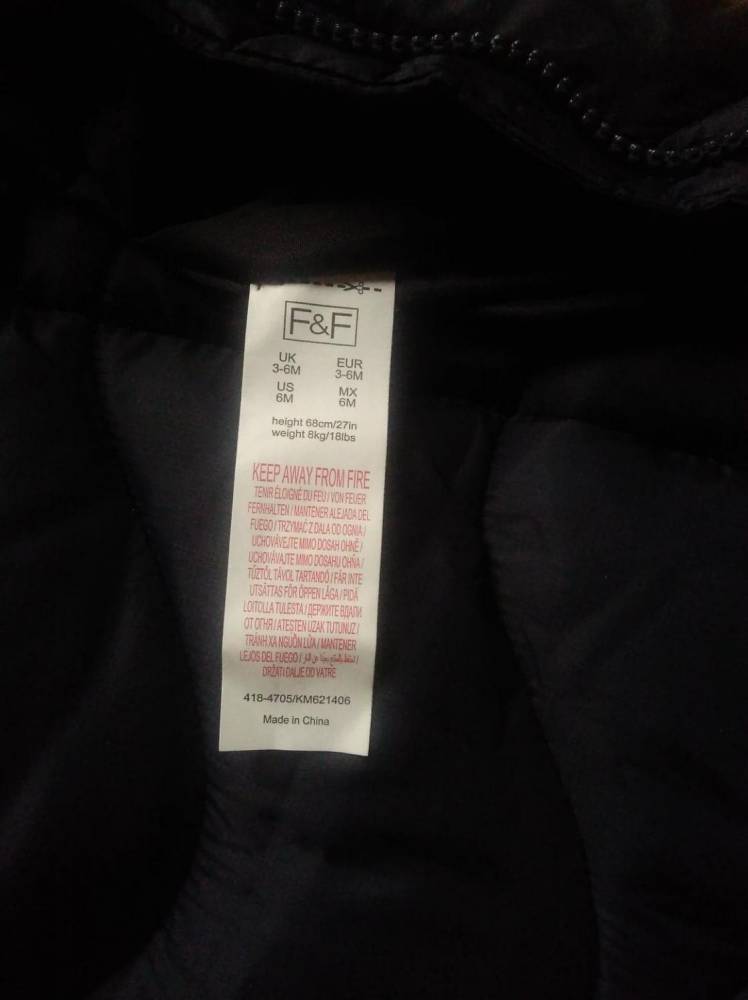 F&F
UK
3-6M
EUR
3-6M
US
6M
MX
6M
height 68cm/27in
weight 8kg/18lbs
KEEP AWAY FROM FIRE
TENIR ÉLOIGNÉ DU FEU / VON FEUER
FERNHALTEN / MANTENER ALEJADA DEL
FUEGO / TRZYMAĆ Z DALA OD OGNIA /
UCHOVÁVEJTE MIMO DOSAH OHNĚ /
UCHOVÁVAJTE MIMO DOSAHU OHŇA /
TŰZTŐL TÁVOL TARTANDÓ / FÅR INTE
UTSÄTTAS FÖR ÖPPEN LÅGA / PIDÄ
LOITOLLA TULESTA / ДЕРЖИТЕ ВДАЛИ
ОТ ОГНЯ / ATESTEN UZAK TUTUNUZ /
TRÁNH XA NGUỒN LỬA / MANTENER
LEJOS DEL FUEGO /
DRŽATI DALJE OD VATRE
418-4705/KM621406
Made in China